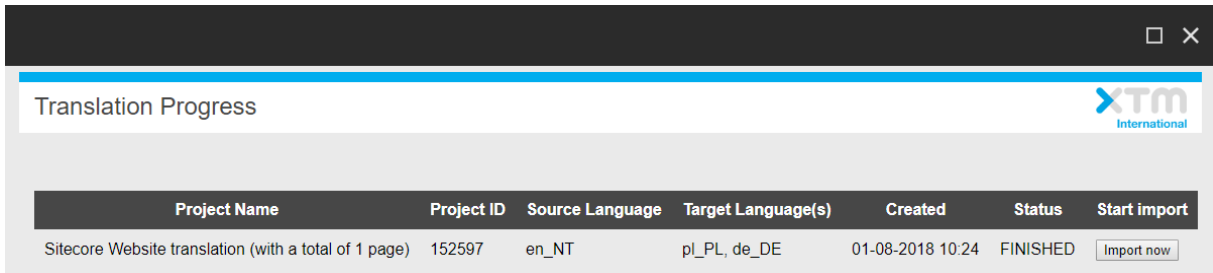 Translation Progress
XTM
International
Project Name Project ID Source Language Target Language(s) Created Status Start import
Sitecore Website translation (with a total of 1 page) 152597 en_NT pl_PL, de_DE 01-08-2018 10:24 FINISHED Import now